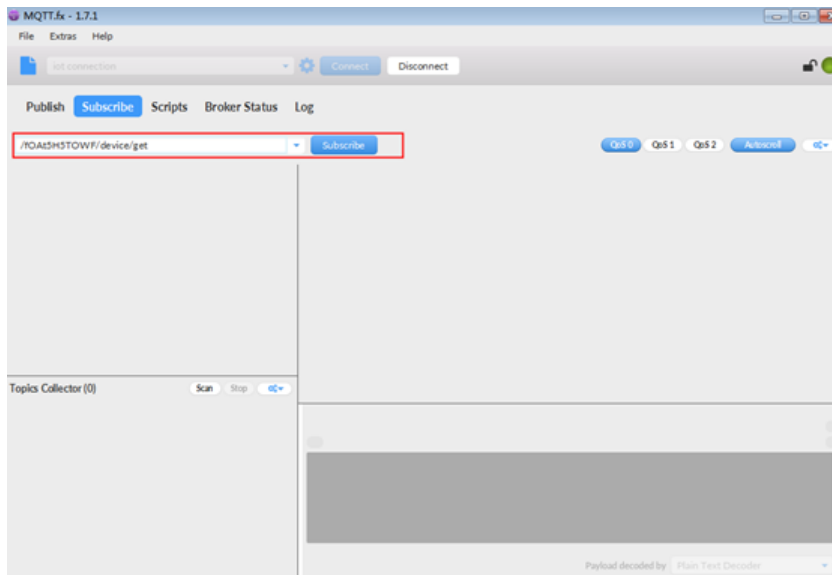 MQTT.fx - 1.7.1
File Extras Help
iot connection Connect Disconnect
Publish Subscribe Scripts Broker Status Log
/fOAt5H5TOWF/device/get Subscribe QoS 0 QoS 1 QoS 2 Autoscroll
Topics Collector (0) Scan Stop
Payload decoded by Plain Text Decoder